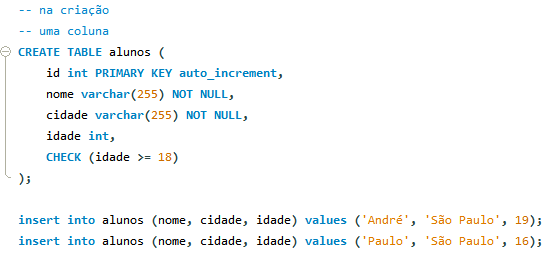 -- na criação
-- uma coluna
CREATE TABLE alunos (
    id int PRIMARY KEY auto_increment,
    nome varchar(255) NOT NULL,
    cidade varchar(255) NOT NULL,
    idade int,
    CHECK (idade >= 18)
);

insert into alunos (nome, cidade, idade) values ('André', 'São Paulo', 19);
insert into alunos (nome, cidade, idade) values ('Paulo', 'São Paulo', 16);